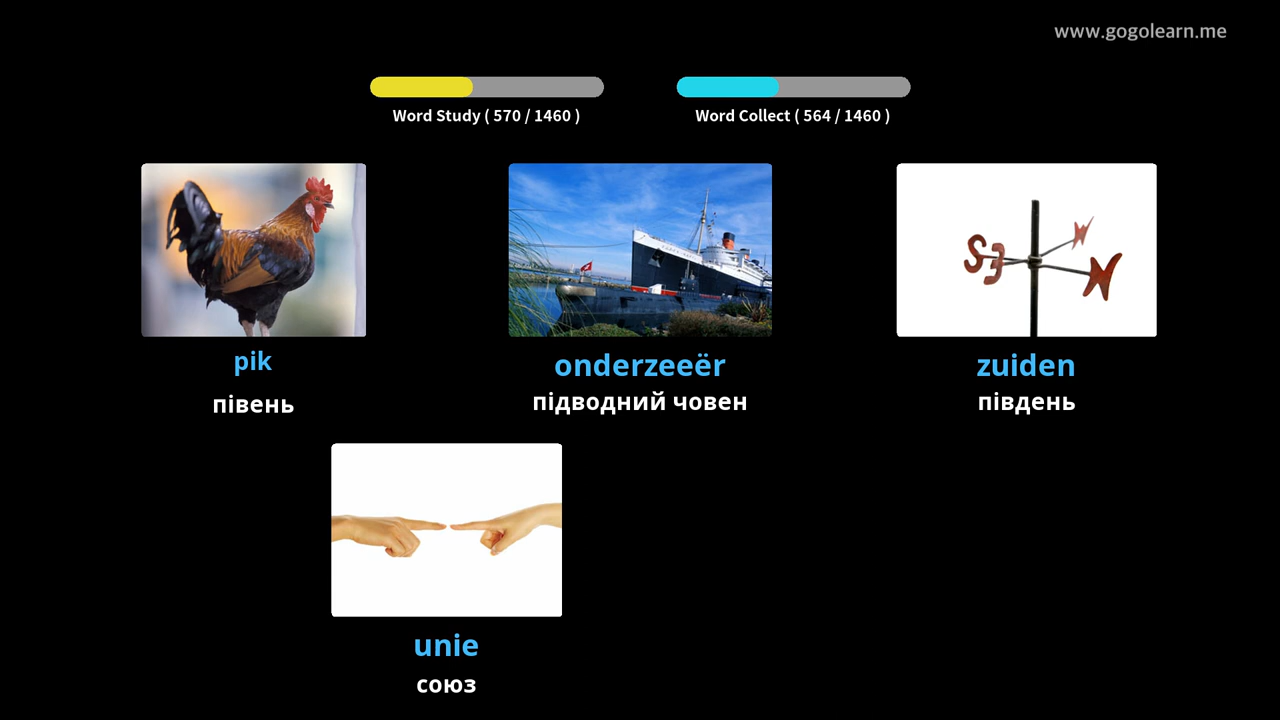 www.gogolearn.me
Word Study ( 570 / 1460 )
Word Collect ( 564 / 1460 )
pik
півень
onderzeeër
підводний човен
S
E
N
zuiden
південь
unie
союз